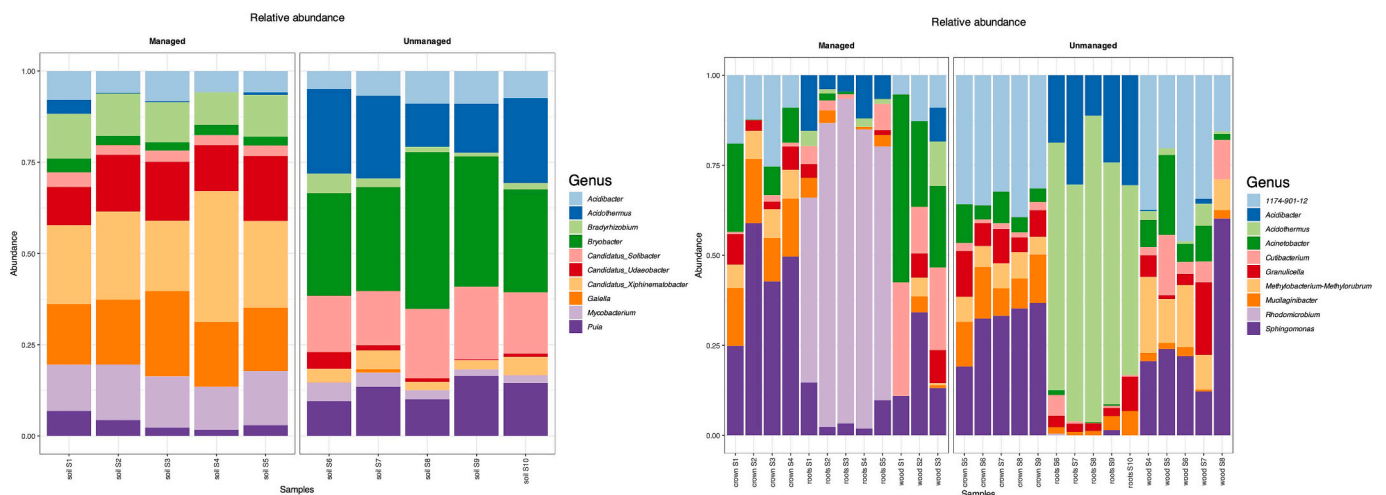 Relative abundance
Managed
Unmanaged
Abundance
1.00
0.75
0.50
0.25
0.00
soil S1
soil S2
soil S3
soil S4
soil S5
soil S6
soil S7
soil S8
soil S9
soil S10
Samples
Genus
Acidibacter
Acidothermus
Bradyrhizobium
Bryobacter
Candidatus_Solibacter
Candidatus_Udaeobacter
Candidatus_Xiphinematobacter
Gaiella
Mycobacterium
Puia
Relative abundance
Managed
Unmanaged
Abundance
1.00
0.75
0.50
0.25
0.00
crown S1
crown S2
crown S3
crown S4
roots S1
roots S2
roots S3
roots S4
roots S5
wood S1
wood S2
wood S3
crown S5
crown S6
crown S7
crown S8
crown S9
roots S6
roots S7
roots S8
roots S9
roots S10
wood S4
wood S5
wood S6
wood S7
wood S8
Samples
Genus
1174-901-12
Acidibacter
Acidothermus
Acinetobacter
Cutibacterium
Granulicella
Methylobacterium-Methylorubrum
Mucilaginibacter
Rhodomicrobium
Sphingomonas